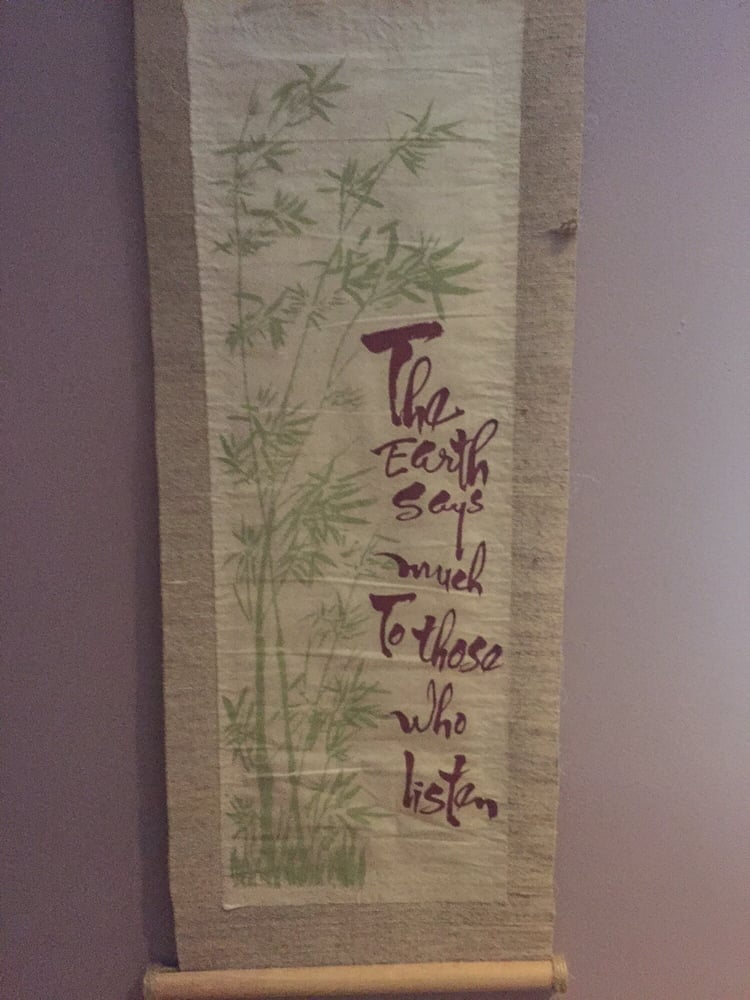 The
Earth
Says
much
To those
who
listen